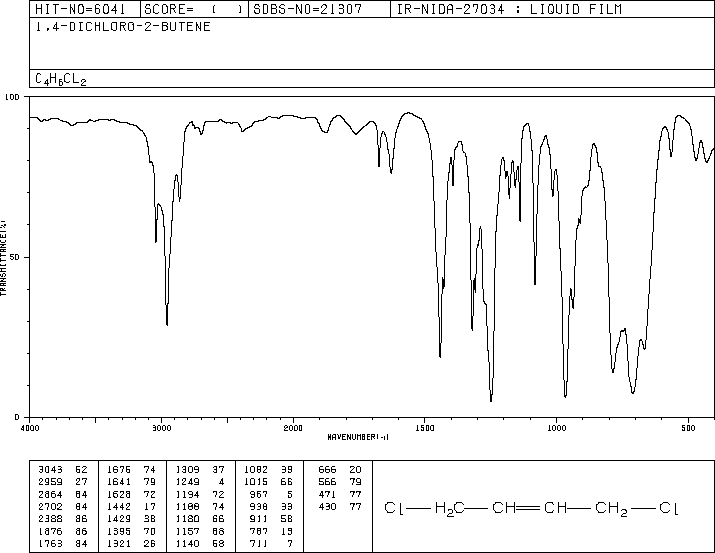 HIT-NO=6041 SCORE= ( ) SDBS-NO=21307 IR-NIDA-27034 : LIQUID FILM
1,4-DICHLORO-2-BUTENE
C4H6CL2
100
50
0
TRANSMITTANCE(%)
4000 3000 2000 1500 1000 500
WAVENUMBER(-1)
3043 52 1676 74 1309 37 1082 39 666 20
2959 27 1641 79 1249 4 1015 66 566 79
2864 84 1628 72 1194 72 967 5 471 77
2702 84 1442 17 1188 74 938 33 430 77
2388 86 1429 38 1180 66 911 58
1876 86 1395 70 1157 68 787 13
1763 84 1321 26 1140 58 711 7
Cl—H2C—CH=CH—CH2—Cl